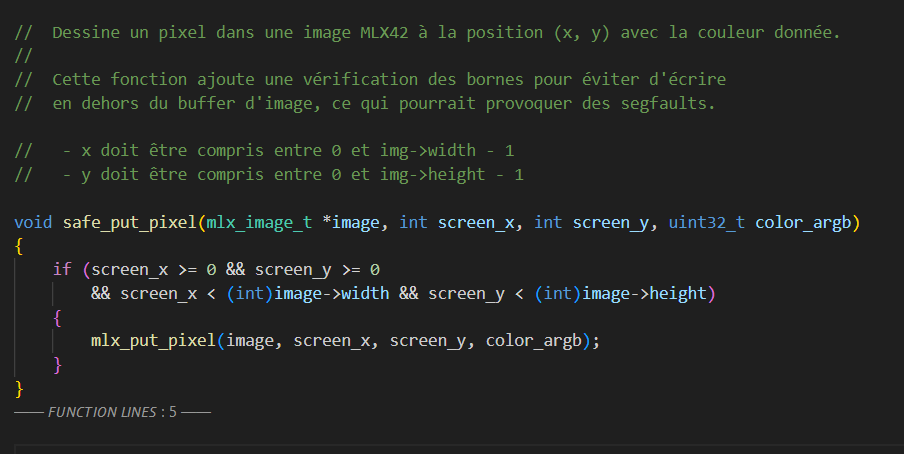 //  Dessine un pixel dans une image MLX42 à la position (x, y) avec la couleur donnée.
//
//  Cette fonction ajoute une vérification des bornes pour éviter d'écrire
//  en dehors du buffer d'image, ce qui pourrait provoquer des segfaults.
//   - x doit être compris entre 0 et img->width - 1
//   - y doit être compris entre 0 et img->height - 1
void safe_put_pixel(mlx_image_t *image, int screen_x, int screen_y, uint32_t color_argb)
{
    if (screen_x >= 0 && screen_y >= 0
        && screen_x < (int)image->width && screen_y < (int)image->height)
    {
        mlx_put_pixel(image, screen_x, screen_y, color_argb);
    }
}
—— FUNCTION LINES : 5 ——